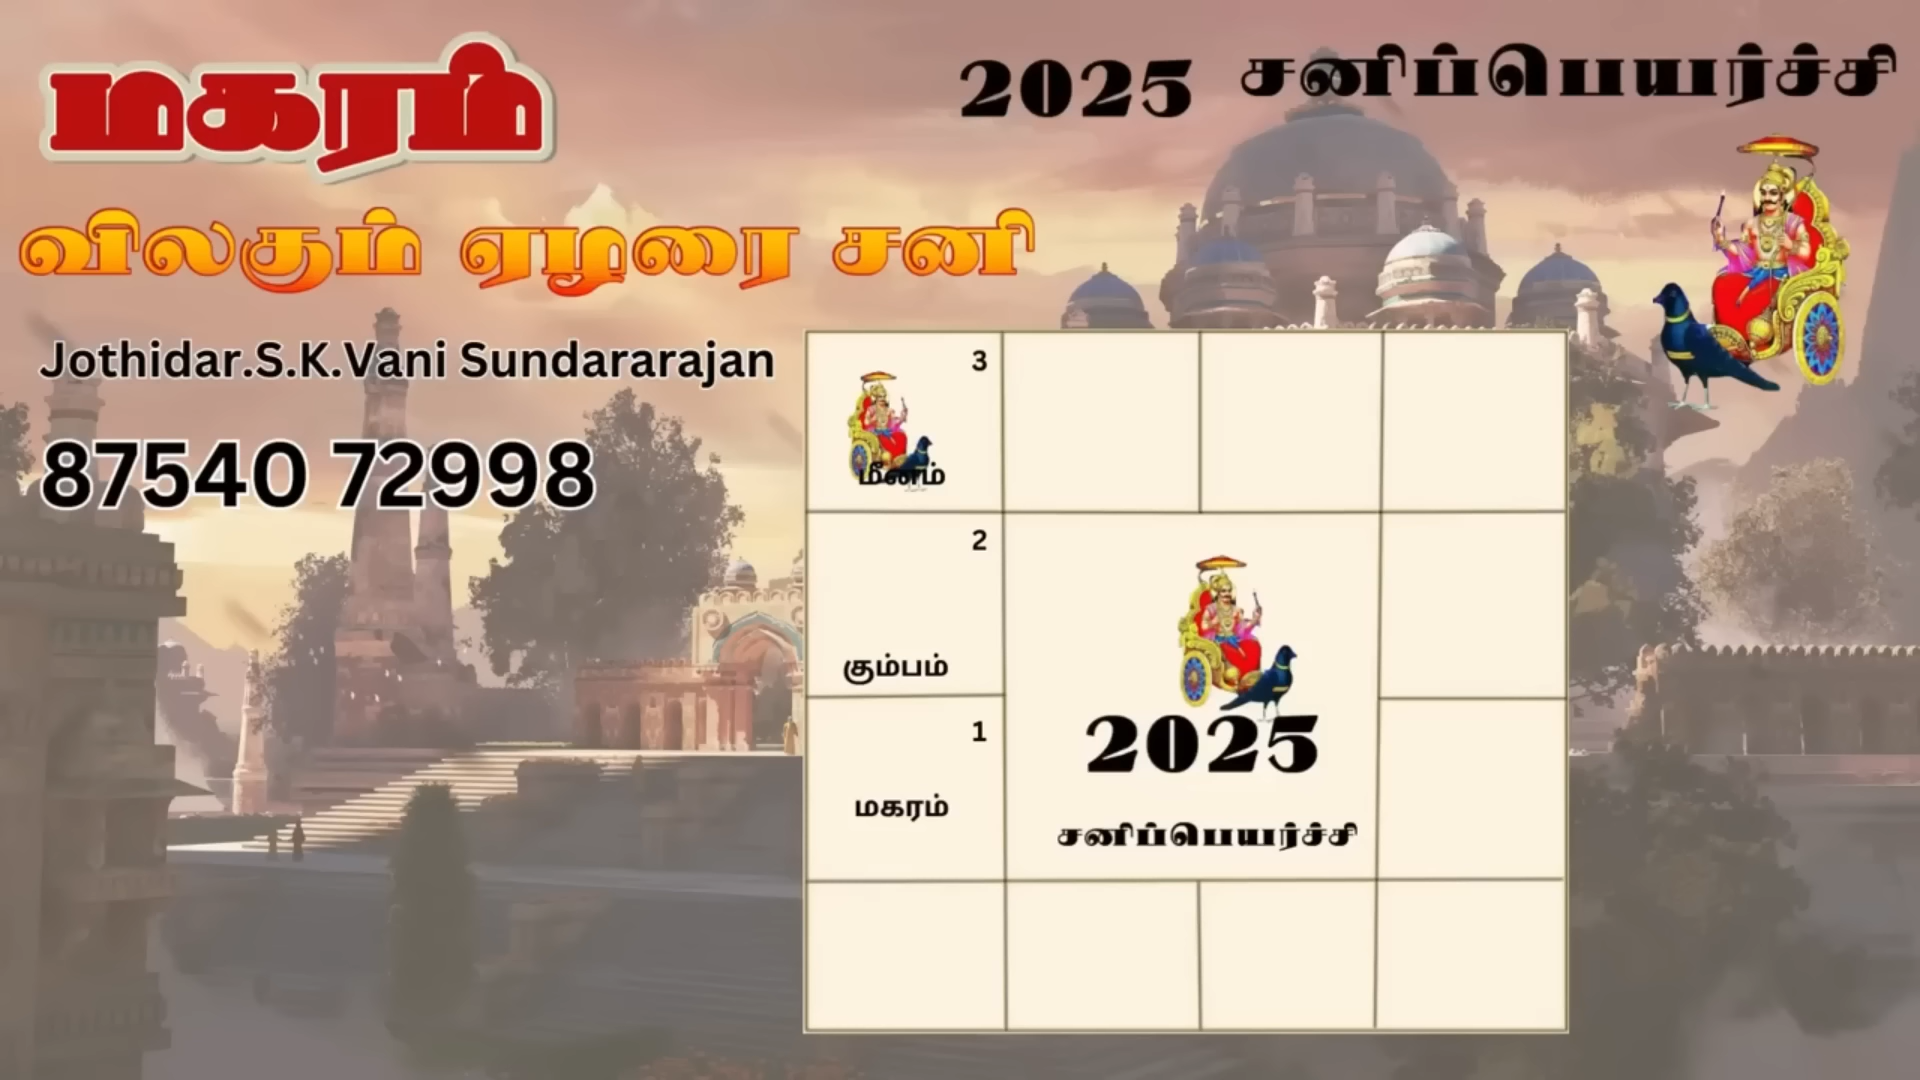 மகரம்
2025 சனிப்பெயர்ச்சி
விலகும் ஏழரை சனி
Jothidar.S.K.Vani Sundararajan
87540 72998
3
மீனம்
2
கும்பம்
1
மகரம்
2025
சனிப்பெயர்ச்சி